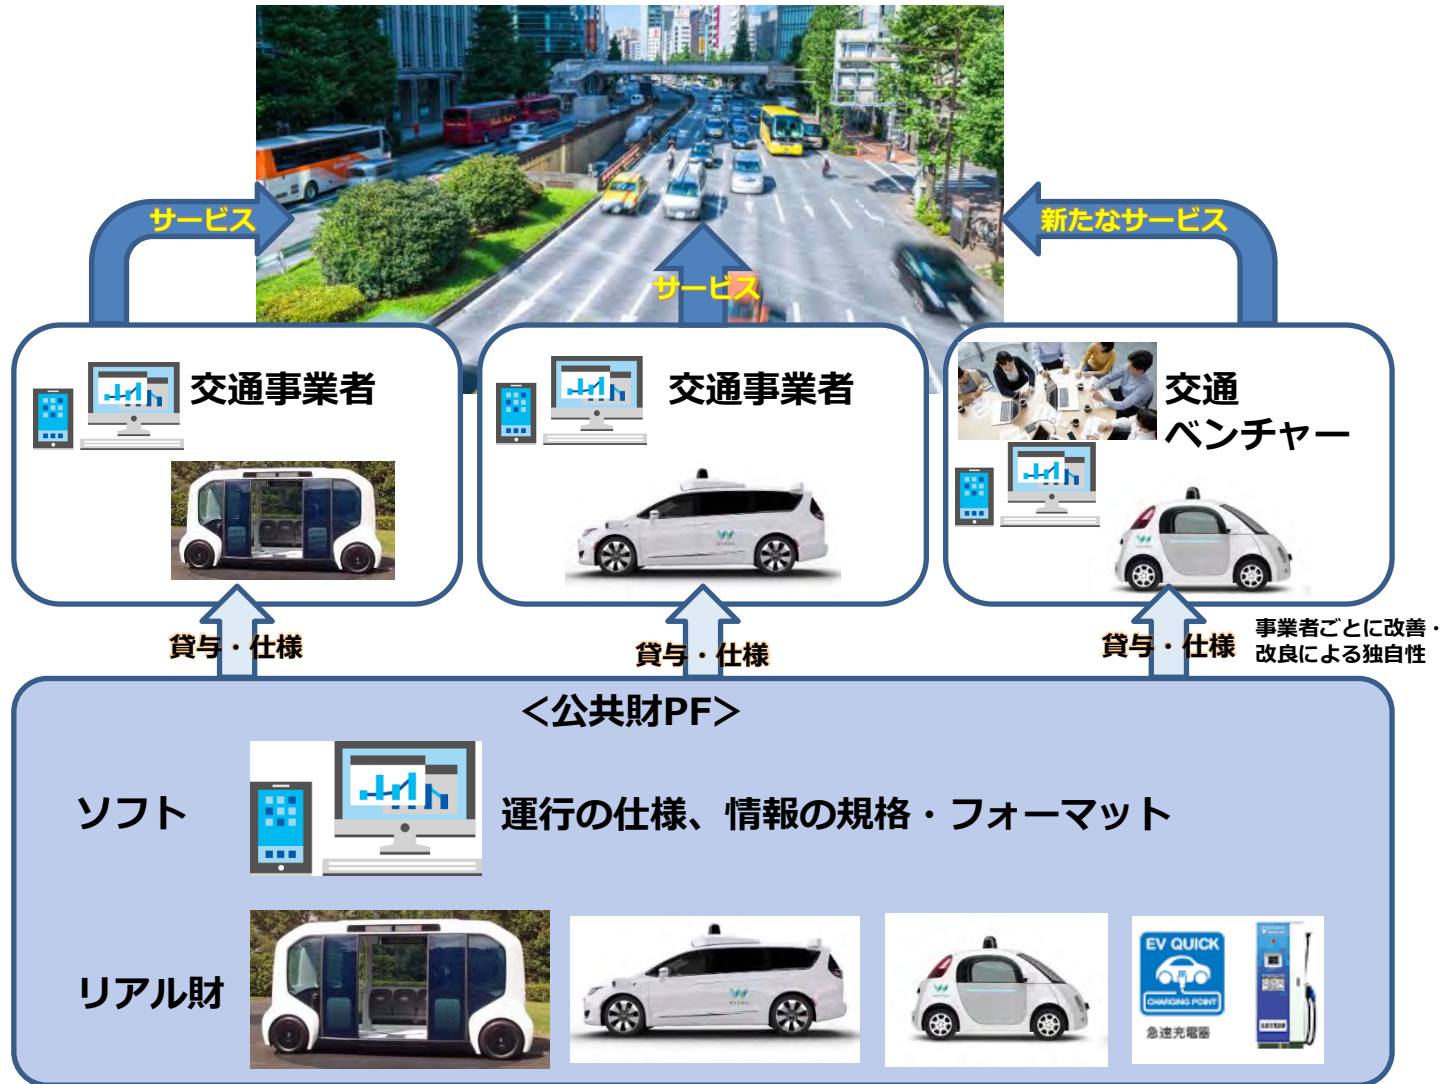 サービス
新たなサービス
サービス
交通事業者
交通事業者
交通
ベンチャー
貸与・仕様
貸与・仕様
貸与・仕様
事業者ごとに改善・
改良による独自性
＜公共財PF＞
ソフト
運行の仕様、情報の規格・フォーマット
リアル財
EV QUICK
CHARGING POINT
急速充電器